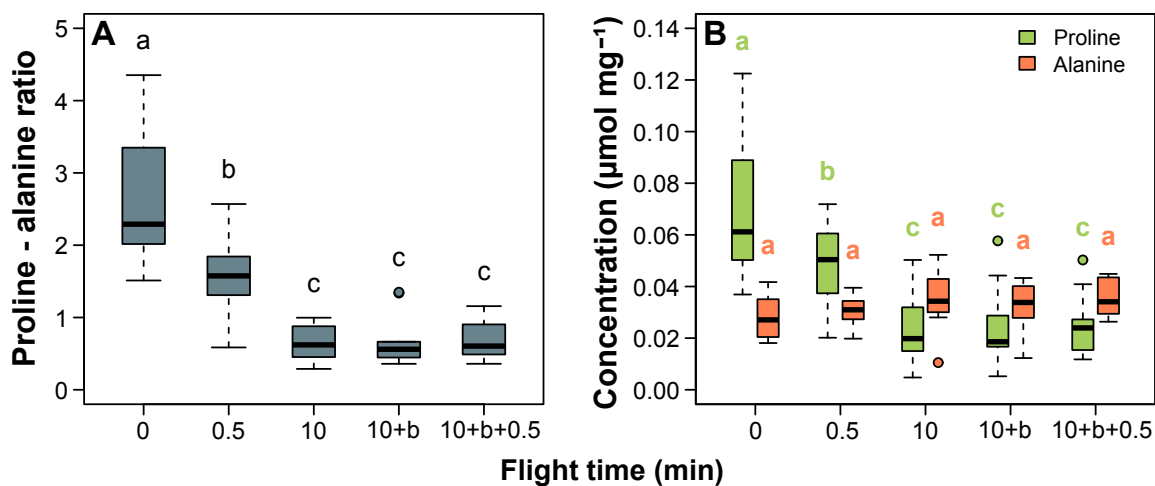 A
Proline - alanine ratio
5
4
3
2
1
0
a
b
c
c
c
0
0.5
10
10+b
10+b+0.5
B
Concentration (μmol mg⁻¹)
0.14
0.12
0.10
0.08
0.06
0.04
0.02
0.00
Proline
Alanine
a
b
c
c
c
a
a
a
a
a
0
0.5
10
10+b
10+b+0.5
Flight time (min)